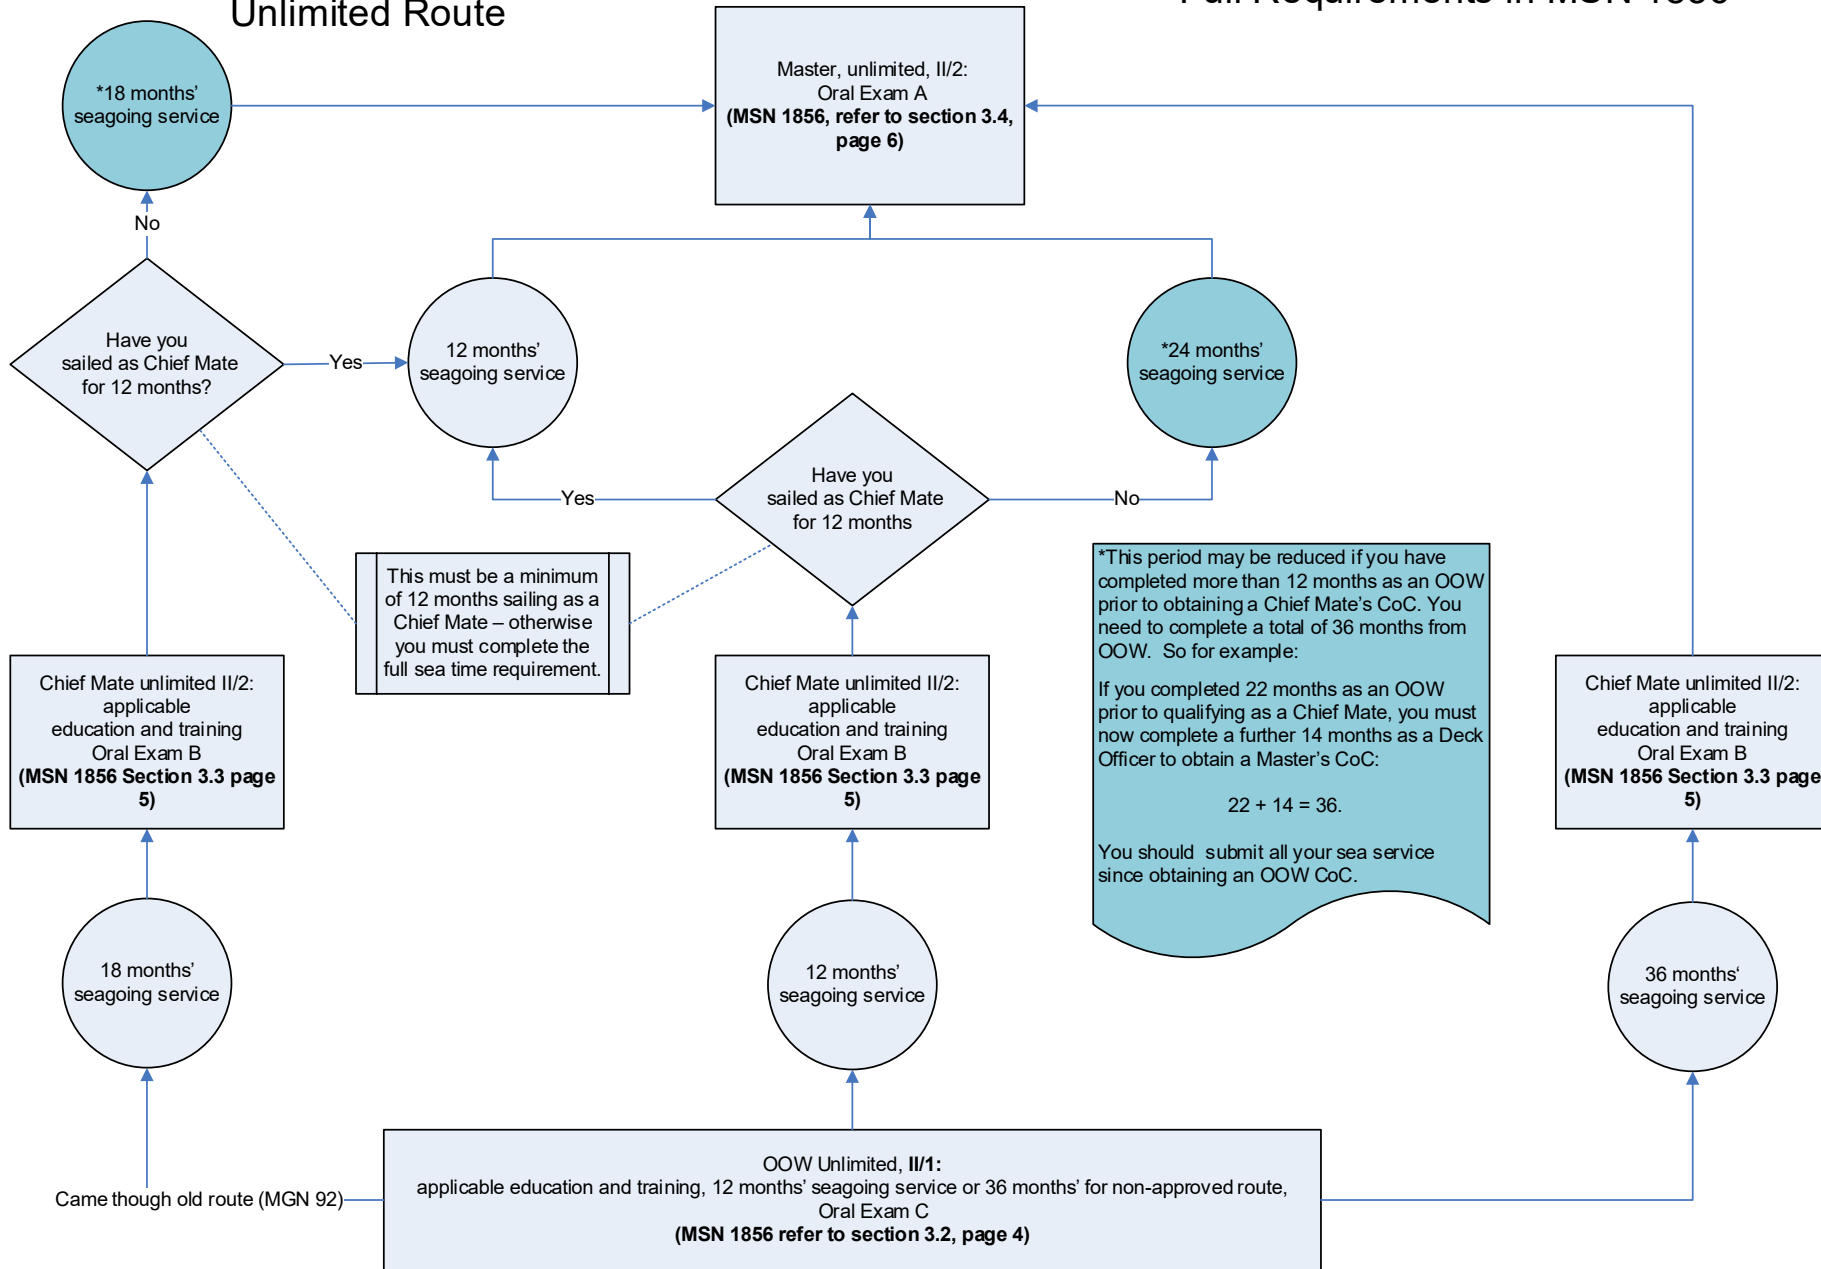 Unlimited Route
*18 months’
seagoing service
Master, unlimited, II/2:
Oral Exam A
(MSN 1856, refer to section 3.4,
page 6)
No
Have you
sailed as Chief Mate
for 12 months?
Yes
12 months’
seagoing service
*24 months’
seagoing service
Have you
sailed as Chief Mate
for 12 months
Yes
No
This must be a minimum
of 12 months sailing as a
Chief Mate – otherwise
you must complete the
full sea time requirement.
*This period may be reduced if you have
completed more than 12 months as an OOW
prior to obtaining a Chief Mate’s CoC. You
need to complete a total of 36 months from
OOW.  So for example:
If you completed 22 months as an OOW
prior to qualifying as a Chief Mate, you must
now complete a further 14 months as a Deck
Officer to obtain a Master’s CoC:
22 + 14 = 36.
You should  submit all your sea service
since obtaining an OOW CoC.
Chief Mate unlimited II/2:
applicable
education and training
Oral Exam B
(MSN 1856 Section 3.3 page
5)
Chief Mate unlimited II/2:
applicable
education and training
Oral Exam B
(MSN 1856 Section 3.3 page
5)
Chief Mate unlimited II/2:
applicable
education and training
Oral Exam B
(MSN 1856 Section 3.3 page
5)
18 months’
seagoing service
12 months’
seagoing service
36 months‘
seagoing service
Came though old route (MGN 92)
OOW Unlimited, II/1:
applicable education and training, 12 months’ seagoing service or 36 months’ for non-approved route,
Oral Exam C
(MSN 1856 refer to section 3.2, page 4)